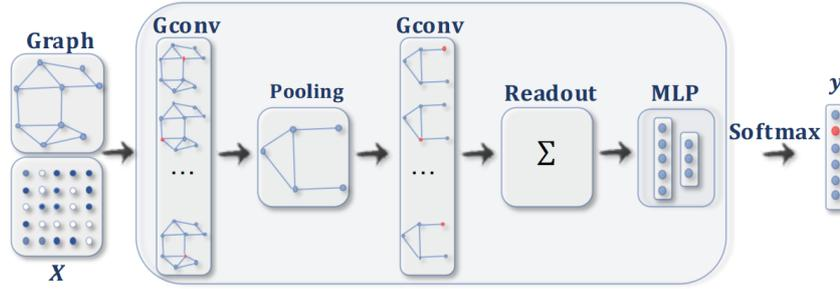 Graph
X
Gconv
...
Pooling
Gconv
...
Readout
Σ
MLP
Softmax
y